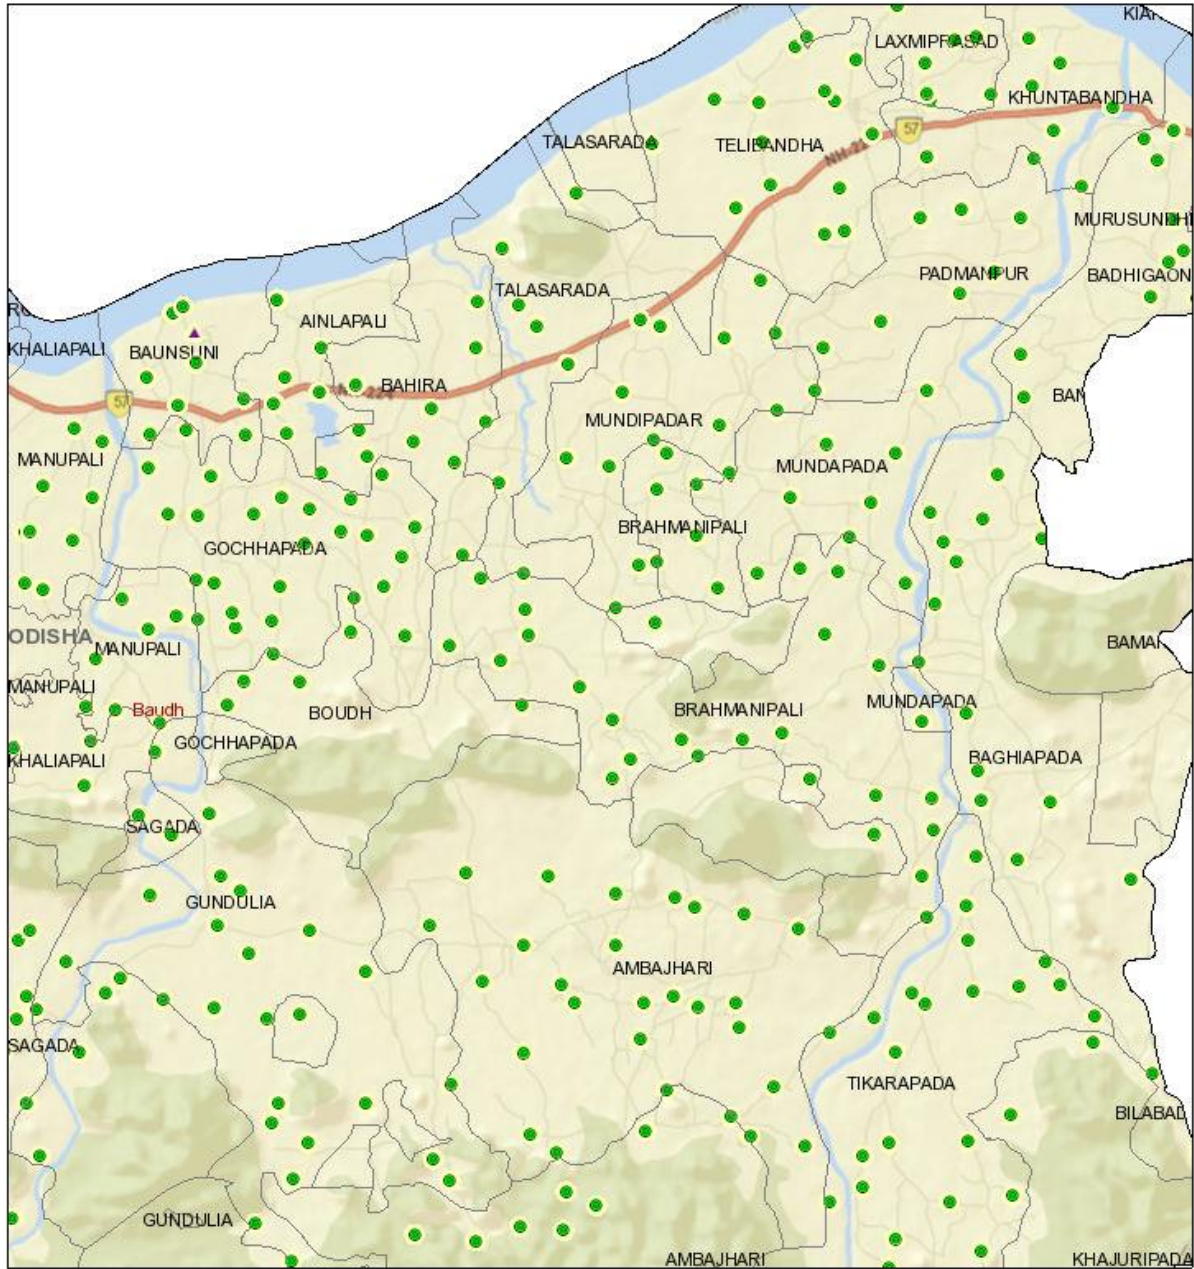 LAXMIPRASAD
KHUNTABANDHA
57
TALASARADA
TELIBANDHA
MURUSUNDHI
PADMANPUR
BADHIGAON
TALASARADA
AINLAPALI
KHALIAPALI
BAUNSUNI
BAHIRA
57
NH-224
MUNDIPADAR
MANUPALI
MUNDAPADA
BRAHMANIPALI
GOCHHAPADA
ODISHA
MANUPALI
MANUPALI
Baudh
BOUDH
BRAHMANIPALI
MUNDAPADA
GOCHHAPADA
KHALIAPALI
BAGHIAPADA
SAGADA
GUNDULIA
AMBAJHARI
SAGADA
TIKARAPADA
BILABAD
GUNDULIA
AMBAJHARI
KHAJURIPADA